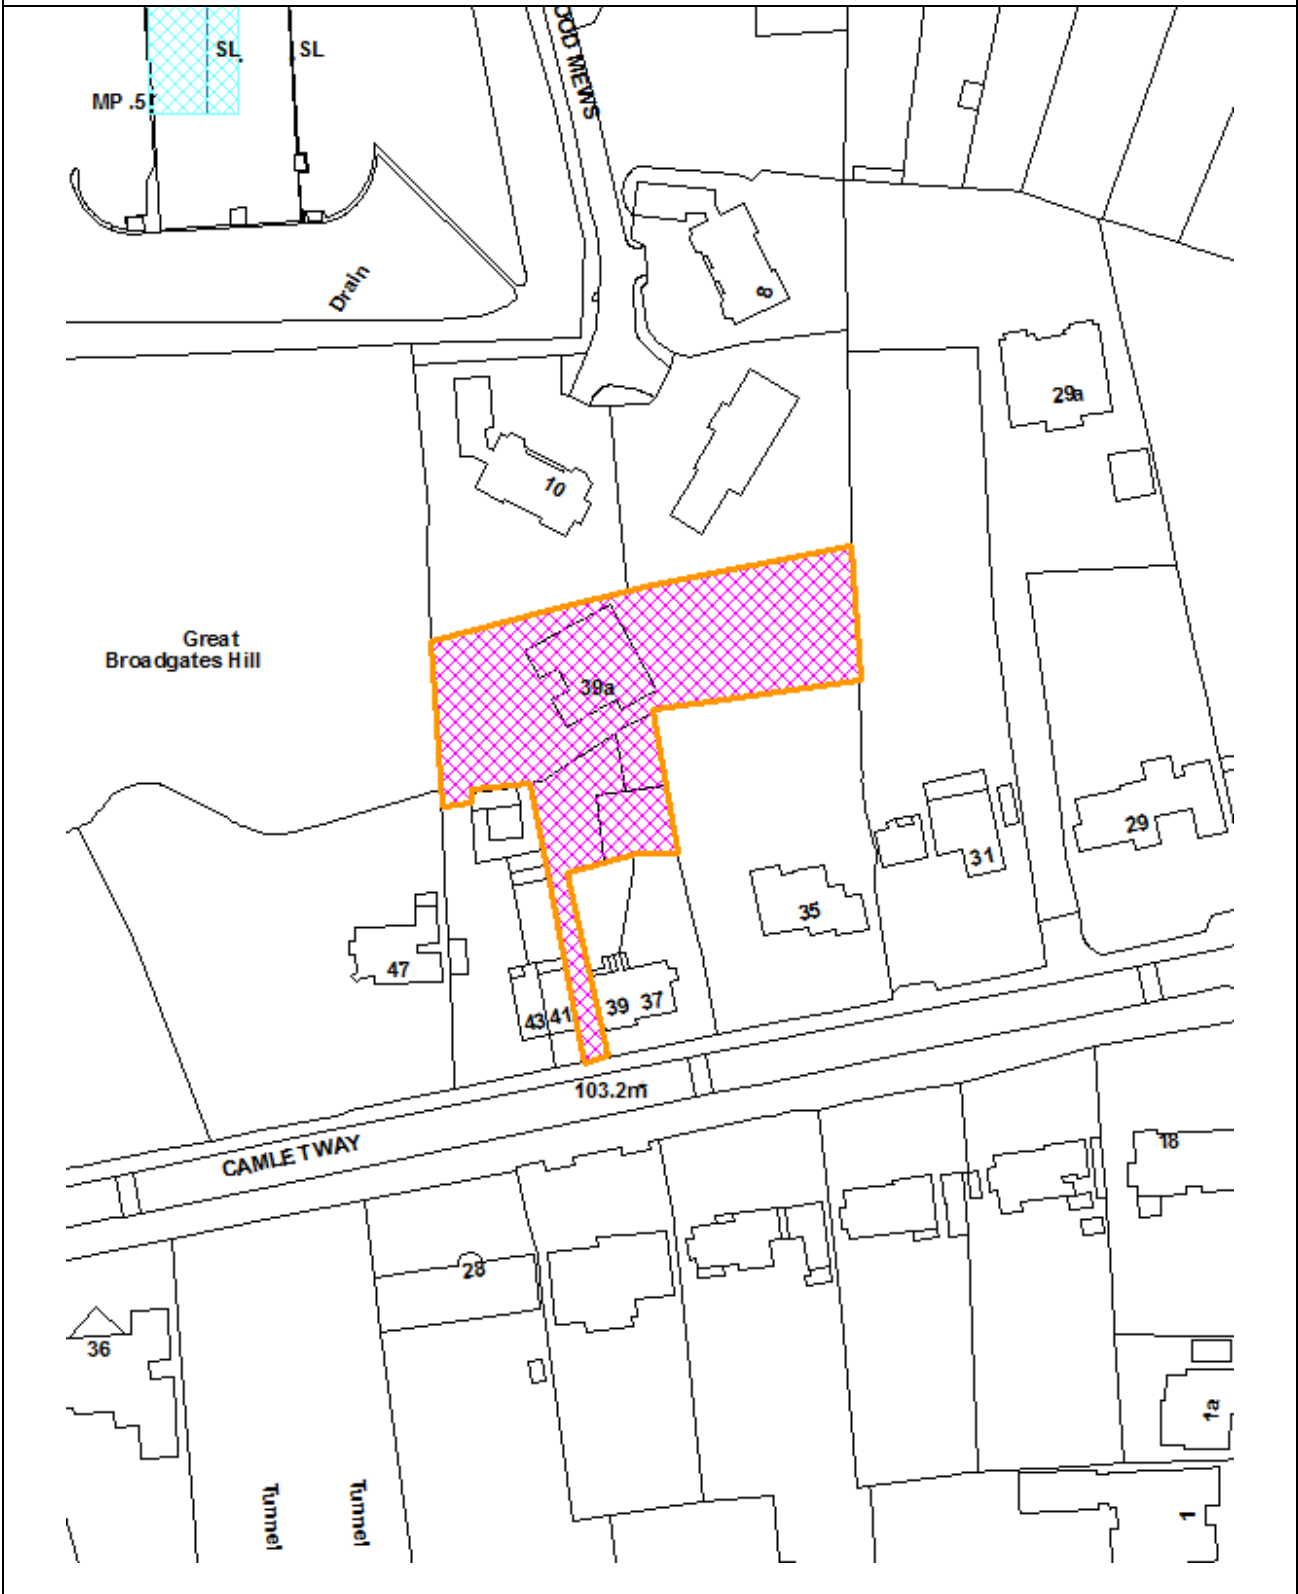 SL
SL
MP .5
OOD MEWS
Drain
8
29a
10
Great
Broadgates Hill
39a
29
31
35
47
39
37
43
41
103.2m
CAMLET WAY
18
28
36
1a
Tunnel
Tunnel
1